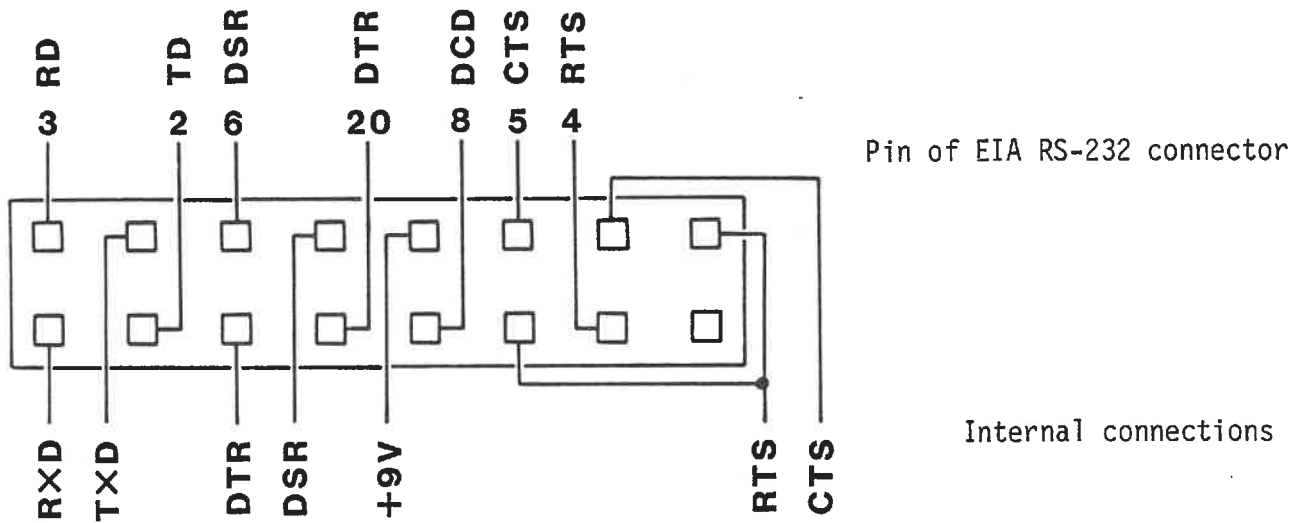 RD TD DSR DTR DCD CTS RTS
3 2 6 20 8 5 4
Pin of EIA RS-232 connector
Internal connections
RXD TXD DTR DSR +9V RTS CTS